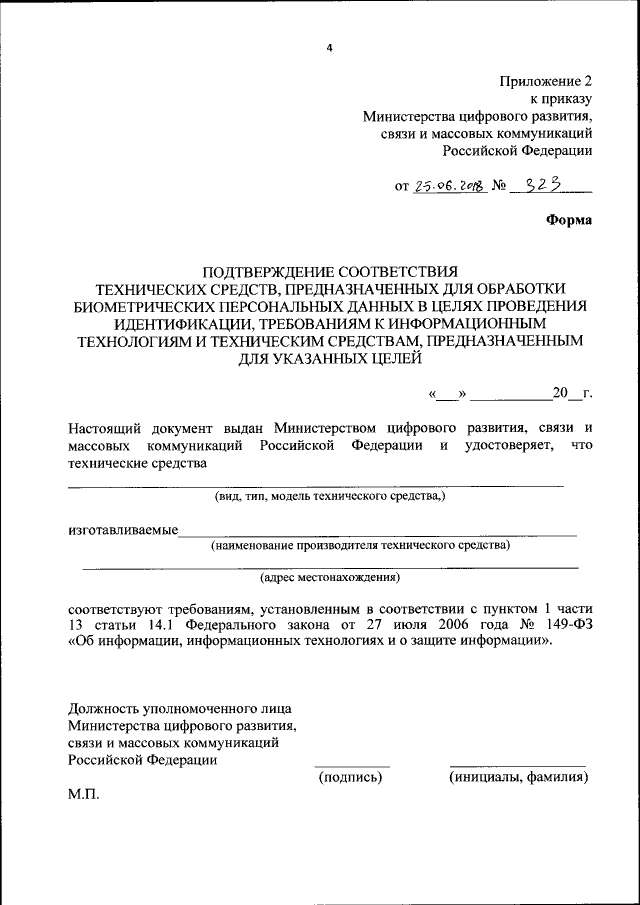 4
Приложение 2
к приказу
Министерства цифрового развития,
связи и массовых коммуникаций
Российской Федерации
от 25.06.2018 № 323
Форма
ПОДТВЕРЖДЕНИЕ СООТВЕТСТВИЯ
ТЕХНИЧЕСКИХ СРЕДСТВ, ПРЕДНАЗНАЧЕННЫХ ДЛЯ ОБРАБОТКИ
БИОМЕТРИЧЕСКИХ ПЕРСОНАЛЬНЫХ ДАННЫХ В ЦЕЛЯХ ПРОВЕДЕНИЯ
ИДЕНТИФИКАЦИИ, ТРЕБОВАНИЯМ К ИНФОРМАЦИОННЫМ
ТЕХНОЛОГИЯМ И ТЕХНИЧЕСКИМ СРЕДСТВАМ, ПРЕДНАЗНАЧЕННЫМ
ДЛЯ УКАЗАННЫХ ЦЕЛЕЙ
«___» ___________20__г.
Настоящий документ выдан Министерством цифрового развития, связи и
массовых коммуникаций Российской Федерации и удостоверяет, что
технические средства
(вид, тип, модель технического средства,)
изготавливаемые
(наименование производителя технического средства)
(адрес местонахождения)
соответствуют требованиям, установленным в соответствии с пунктом 1 части
13 статьи 14.1 Федерального закона от 27 июля 2006 года № 149-ФЗ
«Об информации, информационных технологиях и о защите информации».
Должность уполномоченного лица
Министерства цифрового развития,
связи и массовых коммуникаций
Российской Федерации
(подпись) (инициалы, фамилия)
М.П.